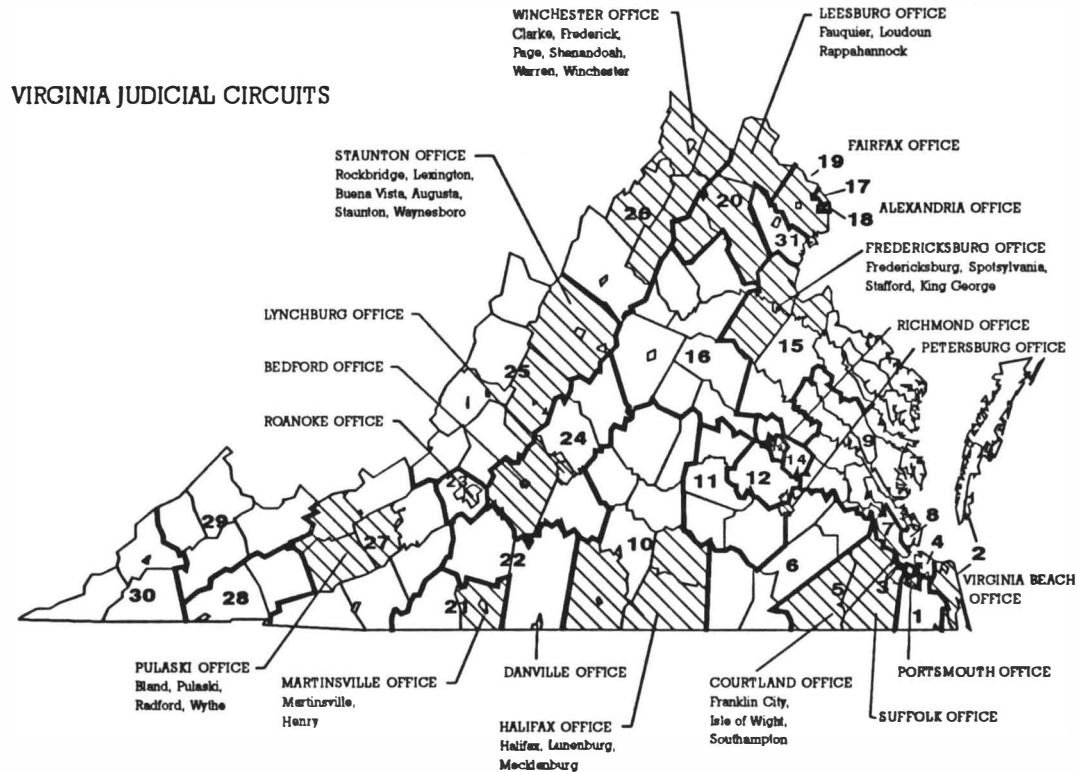 WINCHESTER OFFICE
Clarke, Frederick,
Page, Shenandoah,
Warren, Winchester
LEESBURG OFFICE
Fauquier, Loudoun
Rappahannock
VIRGINIA JUDICIAL CIRCUITS
STAUNTON OFFICE
Rockbridge, Lexington,
Buena Vista, Augusta,
Staunton, Waynesboro
FAIRFAX OFFICE
19
17
ALEXANDRIA OFFICE
18
20
26
31
FREDERICKSBURG OFFICE
Fredericksburg, Spotsylvania,
Stafford, King George
LYNCHBURG OFFICE
RICHMOND OFFICE
PETERSBURG OFFICE
BEDFORD OFFICE
ROANOKE OFFICE
15
16
25
24
9
14
23
11
12
29
27
10
22
6
7
8
4
2
30
28
21
5
3
1
VIRGINIA BEACH
OFFICE
PULASKI OFFICE
Bland, Pulaski,
Radford, Wythe
MARTINSVILLE OFFICE
Martinsville,
Henry
DANVILLE OFFICE
HALIFAX OFFICE
Halifax, Lunenburg,
Mecklenburg
COURTLAND OFFICE
Franklin City,
Isle of Wight,
Southampton
PORTSMOUTH OFFICE
SUFFOLK OFFICE